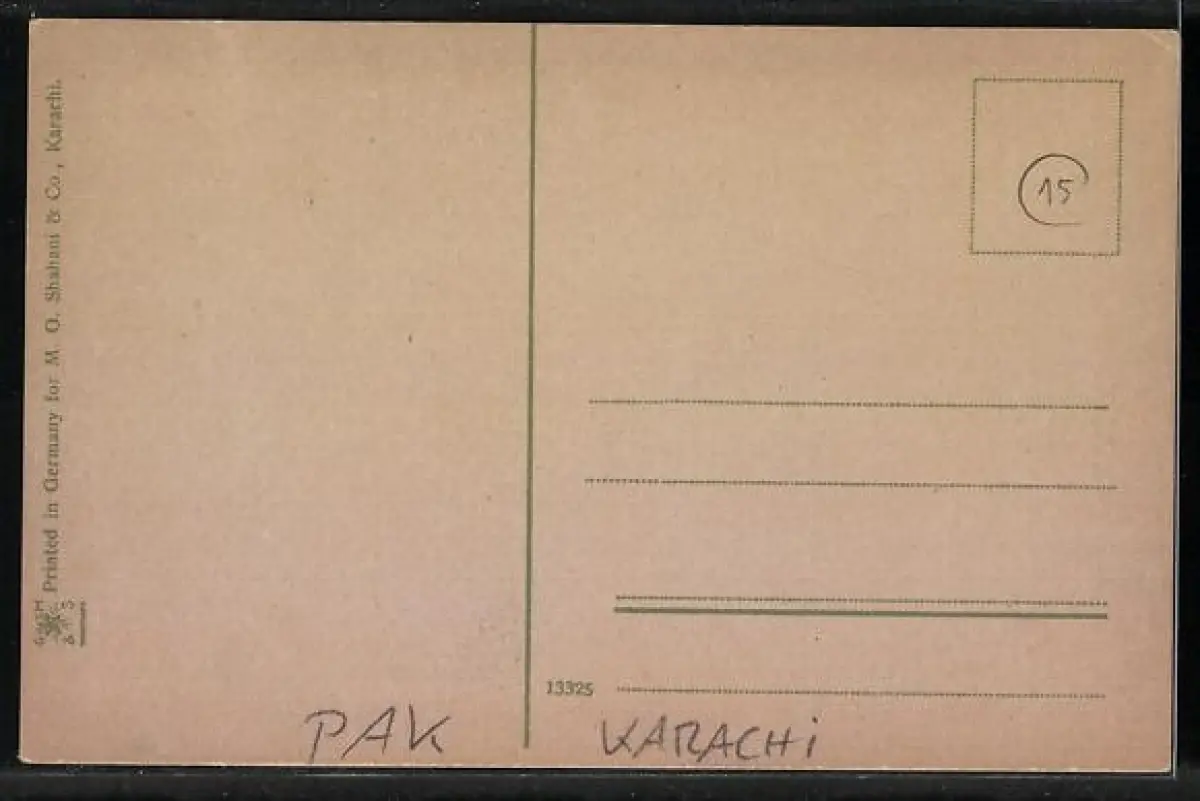 Printed in Germany for M. O. Shahani & Co., Karachi.
15
13325
PAK KARACHi